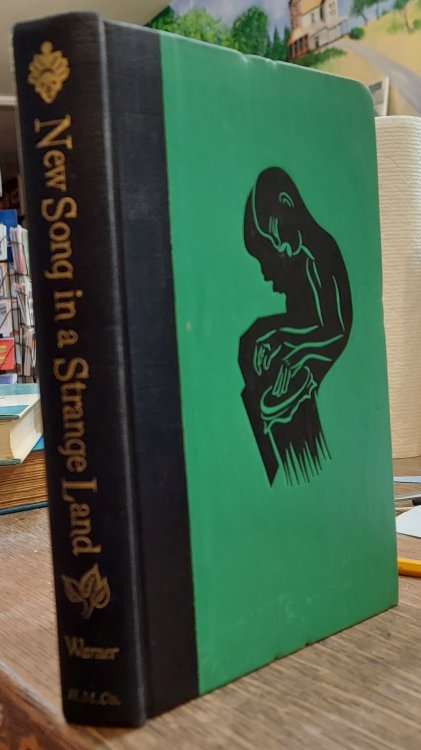 New Song in a Strange Land
Warner
H. M. Co.